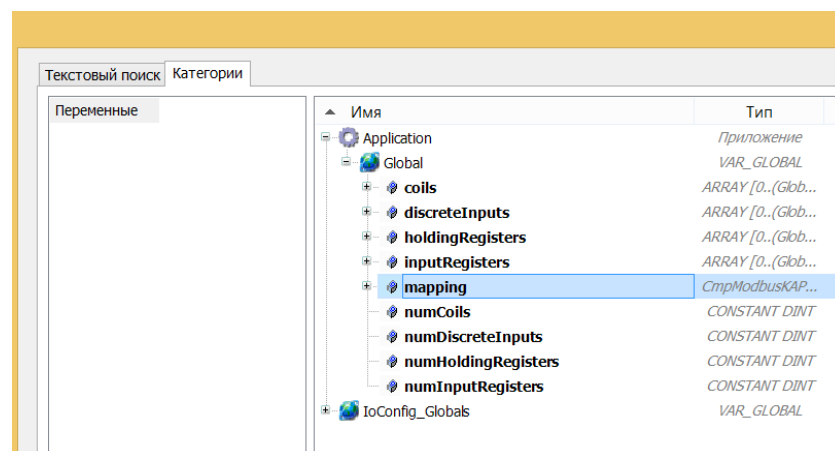 Текстовый поиск Категории
Переменные
Имя Тип
Application Приложение
Global VAR_GLOBAL
coils ARRAY [0..(Glob...
discreteInputs ARRAY [0..(Glob...
holdingRegisters ARRAY [0..(Glob...
inputRegisters ARRAY [0..(Glob...
mapping CmpModbusKAP...
numCoils CONSTANT DINT
numDiscreteInputs CONSTANT DINT
numHoldingRegisters CONSTANT DINT
numInputRegisters CONSTANT DINT
IoConfig_Globals VAR_GLOBAL